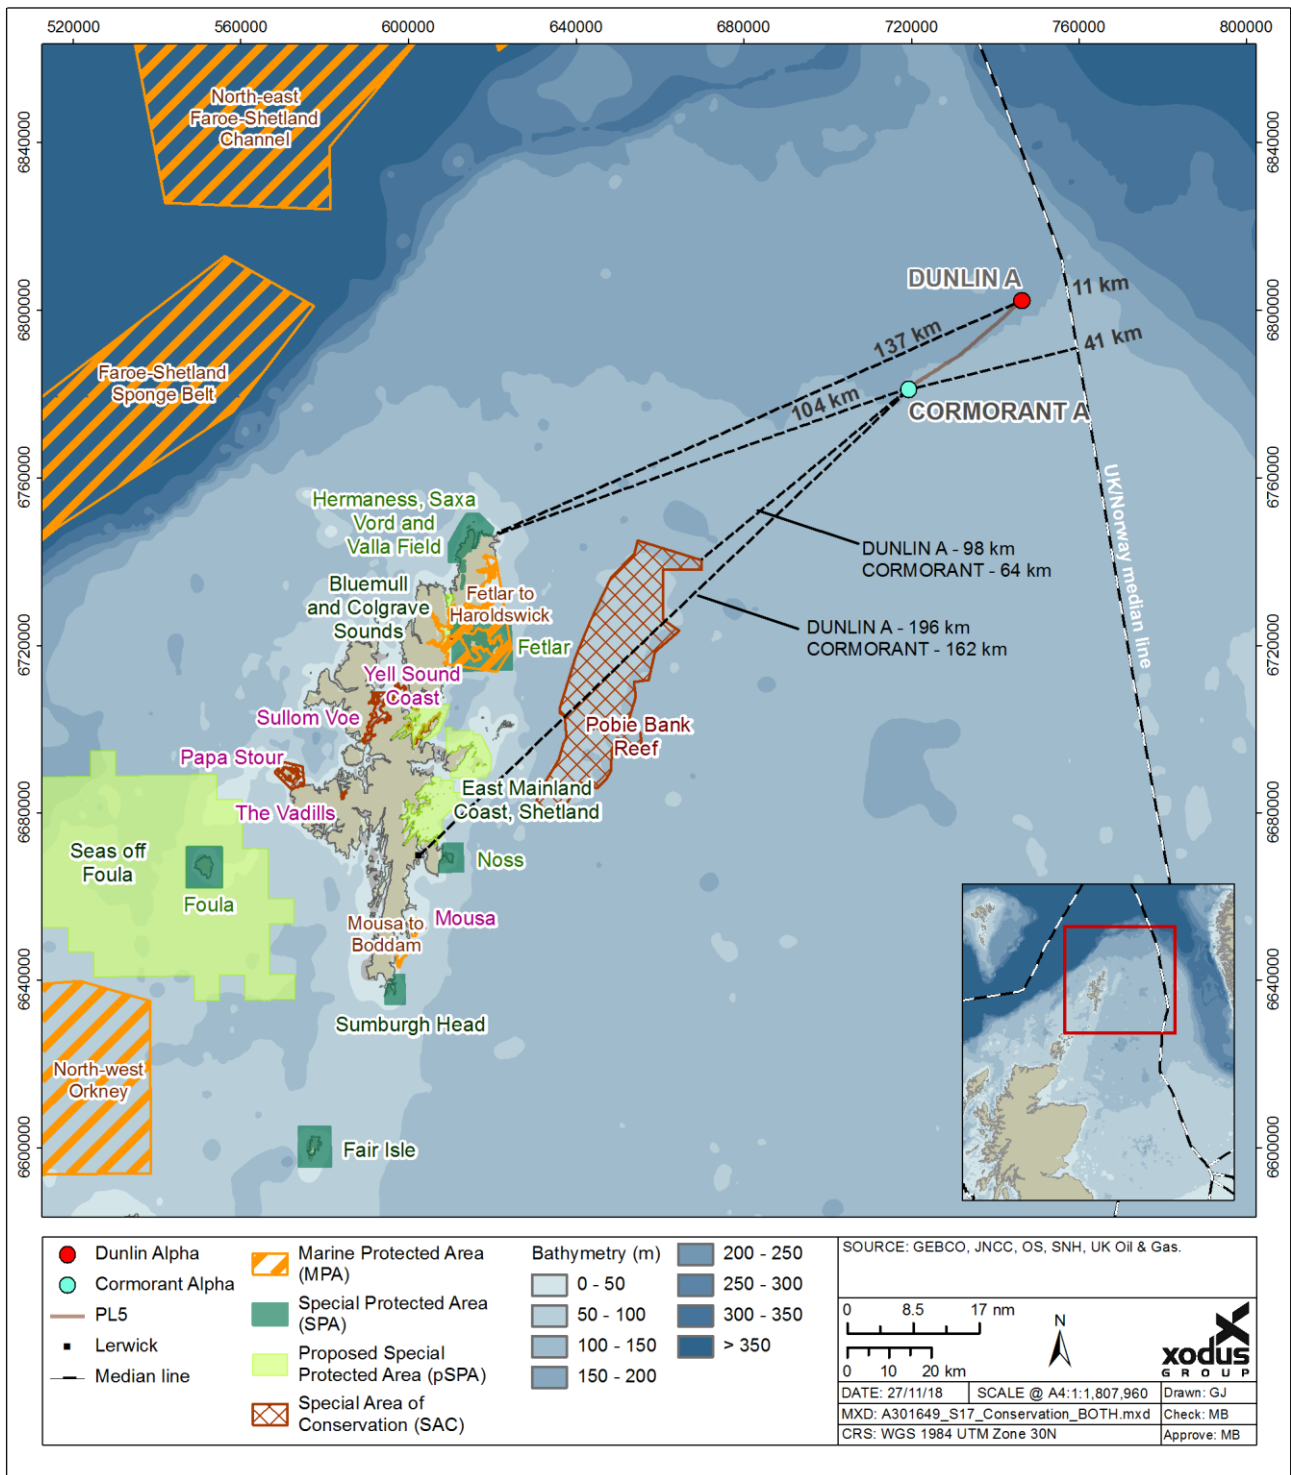 520000
560000
600000
640000
680000
720000
760000
800000
6840000
6800000
6760000
6720000
6680000
6640000
6600000
6840000
6800000
6760000
6720000
6680000
6640000
6600000
North-east
Faroe-Shetland
Channel
Faroe-Shetland
Sponge Belt
DUNLIN A
11 km
137 km
41 km
104 km
CORMORANT A
UK/Norway median line
Hermaness, Saxa
Vord and
Valla Field
DUNLIN A - 98 km
CORMORANT - 64 km
Bluemull
and Colgrave
Sounds
Fetlar to
Haroldswick
DUNLIN A - 196 km
CORMORANT - 162 km
Fetlar
Yell Sound
Coast
Sullom Voe
Pobie Bank
Reef
Papa Stour
The Vadills
East Mainland
Coast, Shetland
Seas off
Foula
Foula
Noss
Mousa to
Boddam
Mousa
Sumburgh Head
North-west
Orkney
Fair Isle
Dunlin Alpha
Cormorant Alpha
PL5
Lerwick
Median line
Marine Protected Area
(MPA)
Special Protected Area
(SPA)
Proposed Special
Protected Area (pSPA)
Special Area of
Conservation (SAC)
Bathymetry (m)
0 - 50
50 - 100
100 - 150
150 - 200
200 - 250
250 - 300
300 - 350
> 350
SOURCE: GEBCO, JNCC, OS, SNH, UK Oil & Gas.
0 8.5 17 nm
0 10 20 km
N
xodus
GROUP
DATE: 27/11/18
SCALE @ A4:1:1,807,960
Drawn: GJ
MXD: A301649_S17_Conservation_BOTH.mxd
Check: MB
CRS: WGS 1984 UTM Zone 30N
Approve: MB